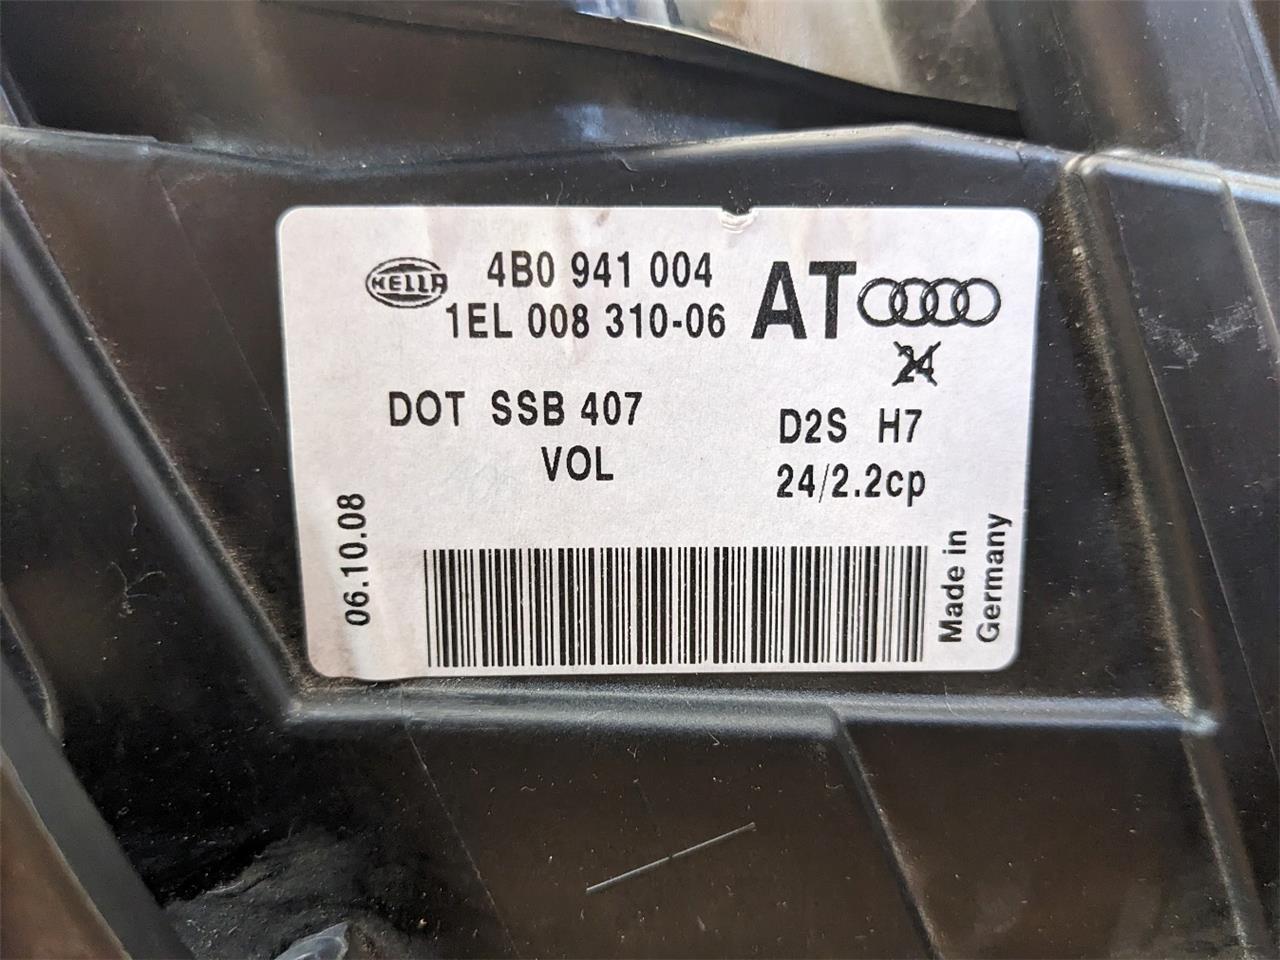 HELLA
4B0 941 004
1EL 008 310-06
AT
24
DOT SSB 407
VOL
D2S H7
24/2.2cp
06.10.08
Made in
Germany